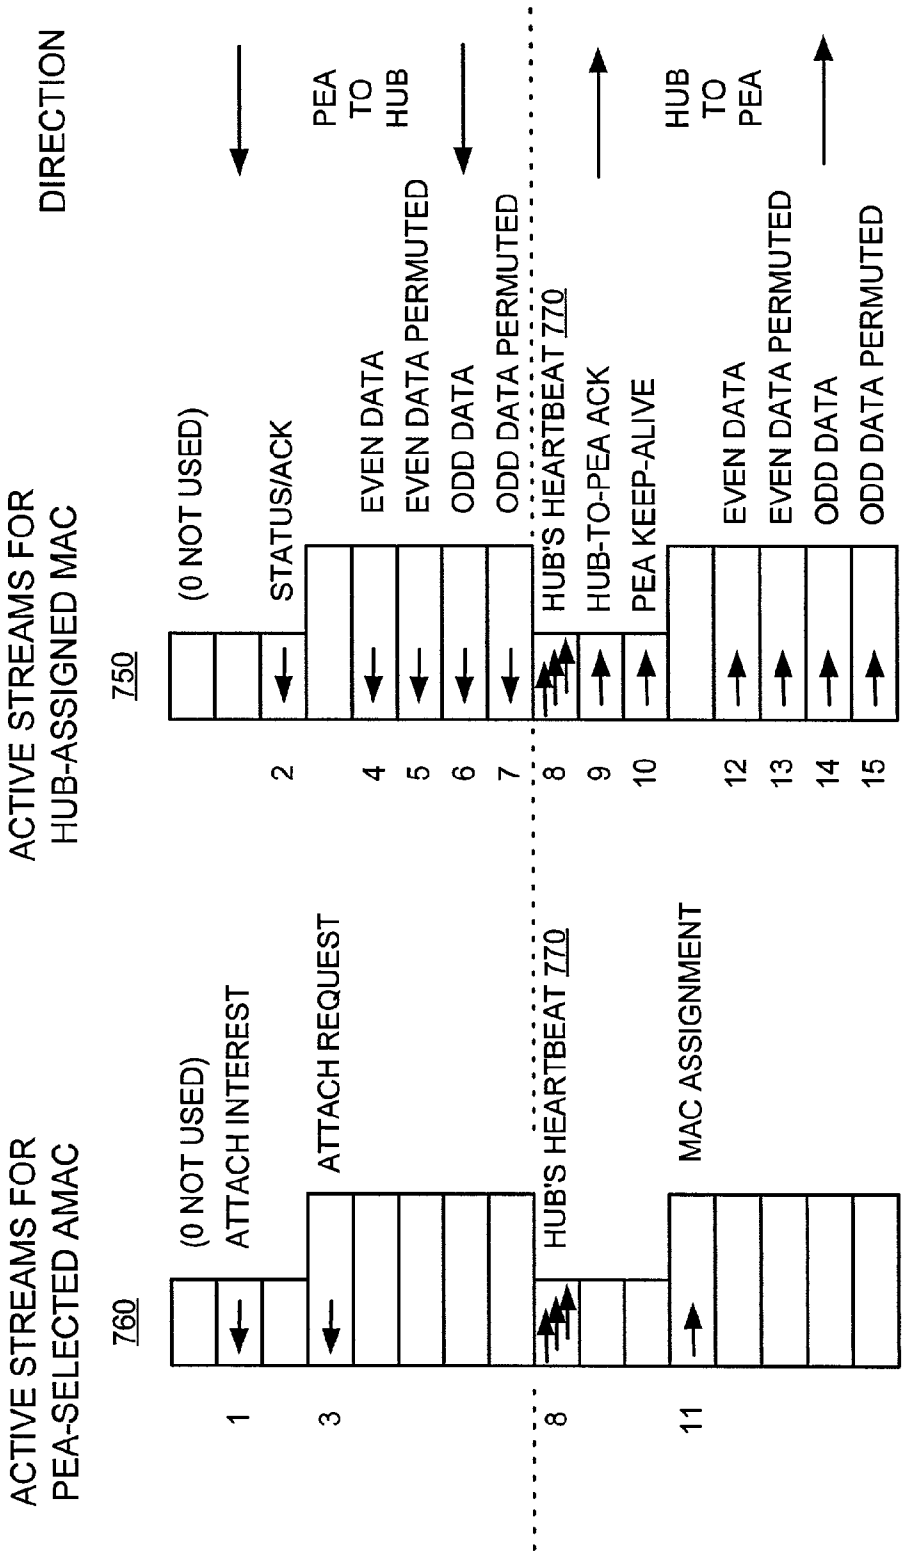 ACTIVE STREAMS FOR
PEA-SELECTED AMAC
760
(0 NOT USED)
1
ATTACH INTEREST
3
ATTACH REQUEST
8
HUB'S HEARTBEAT 770
11
MAC ASSIGNMENT
ACTIVE STREAMS FOR
HUB-ASSIGNED MAC
750
(0 NOT USED)
2
STATUS/ACK
4
EVEN DATA
5
EVEN DATA PERMUTED
6
ODD DATA
7
ODD DATA PERMUTED
8
HUB'S HEARTBEAT 770
9
HUB-TO-PEA ACK
10
PEA KEEP-ALIVE
12
EVEN DATA
13
EVEN DATA PERMUTED
14
ODD DATA
15
ODD DATA PERMUTED
DIRECTION
PEA
TO
HUB
HUB
TO
PEA